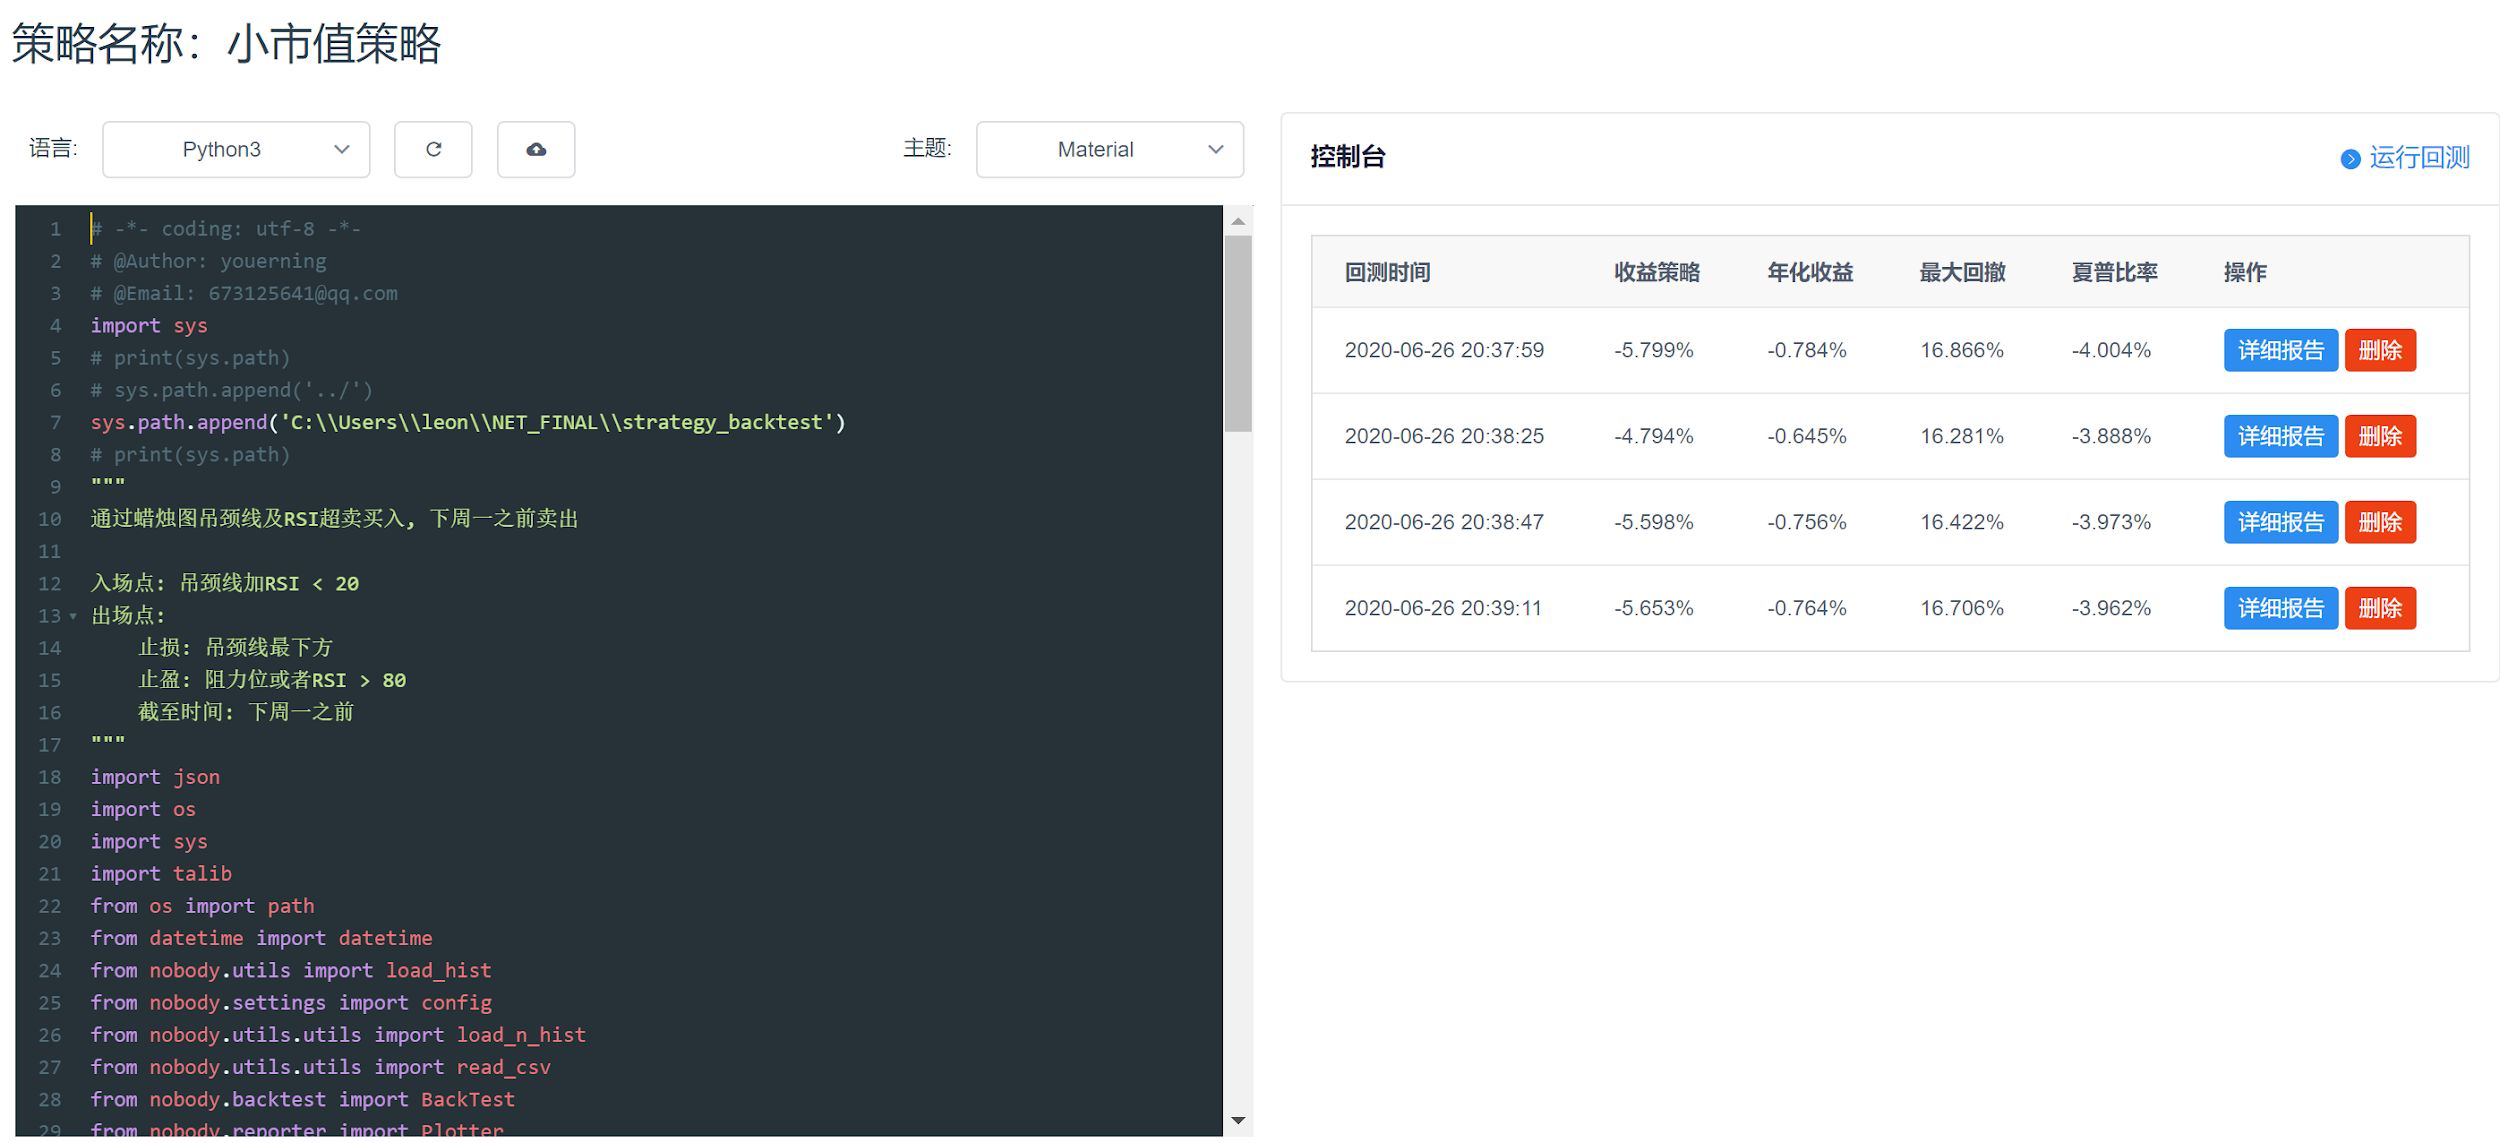 策略名称：小市值策略
语言: Python3
主题: Material
1 # -*- coding: utf-8 -*-
2 # @Author: youerning
3 # @Email: 673125641@qq.com
4 import sys
5 # print(sys.path)
6 # sys.path.append('../')
7 sys.path.append('C:\\Users\\leon\\NET_FINAL\\strategy_backtest')
8 # print(sys.path)
9 """
10 通过蜡烛图吊颈线及RSI超卖买入, 下周一之前卖出
11
12 入场点: 吊颈线加RSI < 20
13 出场点:
14 止损: 吊颈线最下方
15 止盈: 阻力位或者RSI > 80
16 截至时间: 下周一之前
17 """
18 import json
19 import os
20 import sys
21 import talib
22 from os import path
23 from datetime import datetime
24 from nobody.utils import load_hist
25 from nobody.settings import config
26 from nobody.utils.utils import load_n_hist
27 from nobody.utils.utils import read_csv
28 from nobody.backtest import BackTest
29 from nobody.reporter import Plotter
控制台 运行回测
回测时间 收益策略 年化收益 最大回撤 夏普比率 操作
2020-06-26 20:37:59 -5.799% -0.784% 16.866% -4.004% 详细报告 删除
2020-06-26 20:38:25 -4.794% -0.645% 16.281% -3.888% 详细报告 删除
2020-06-26 20:38:47 -5.598% -0.756% 16.422% -3.973% 详细报告 删除
2020-06-26 20:39:11 -5.653% -0.764% 16.706% -3.962% 详细报告 删除